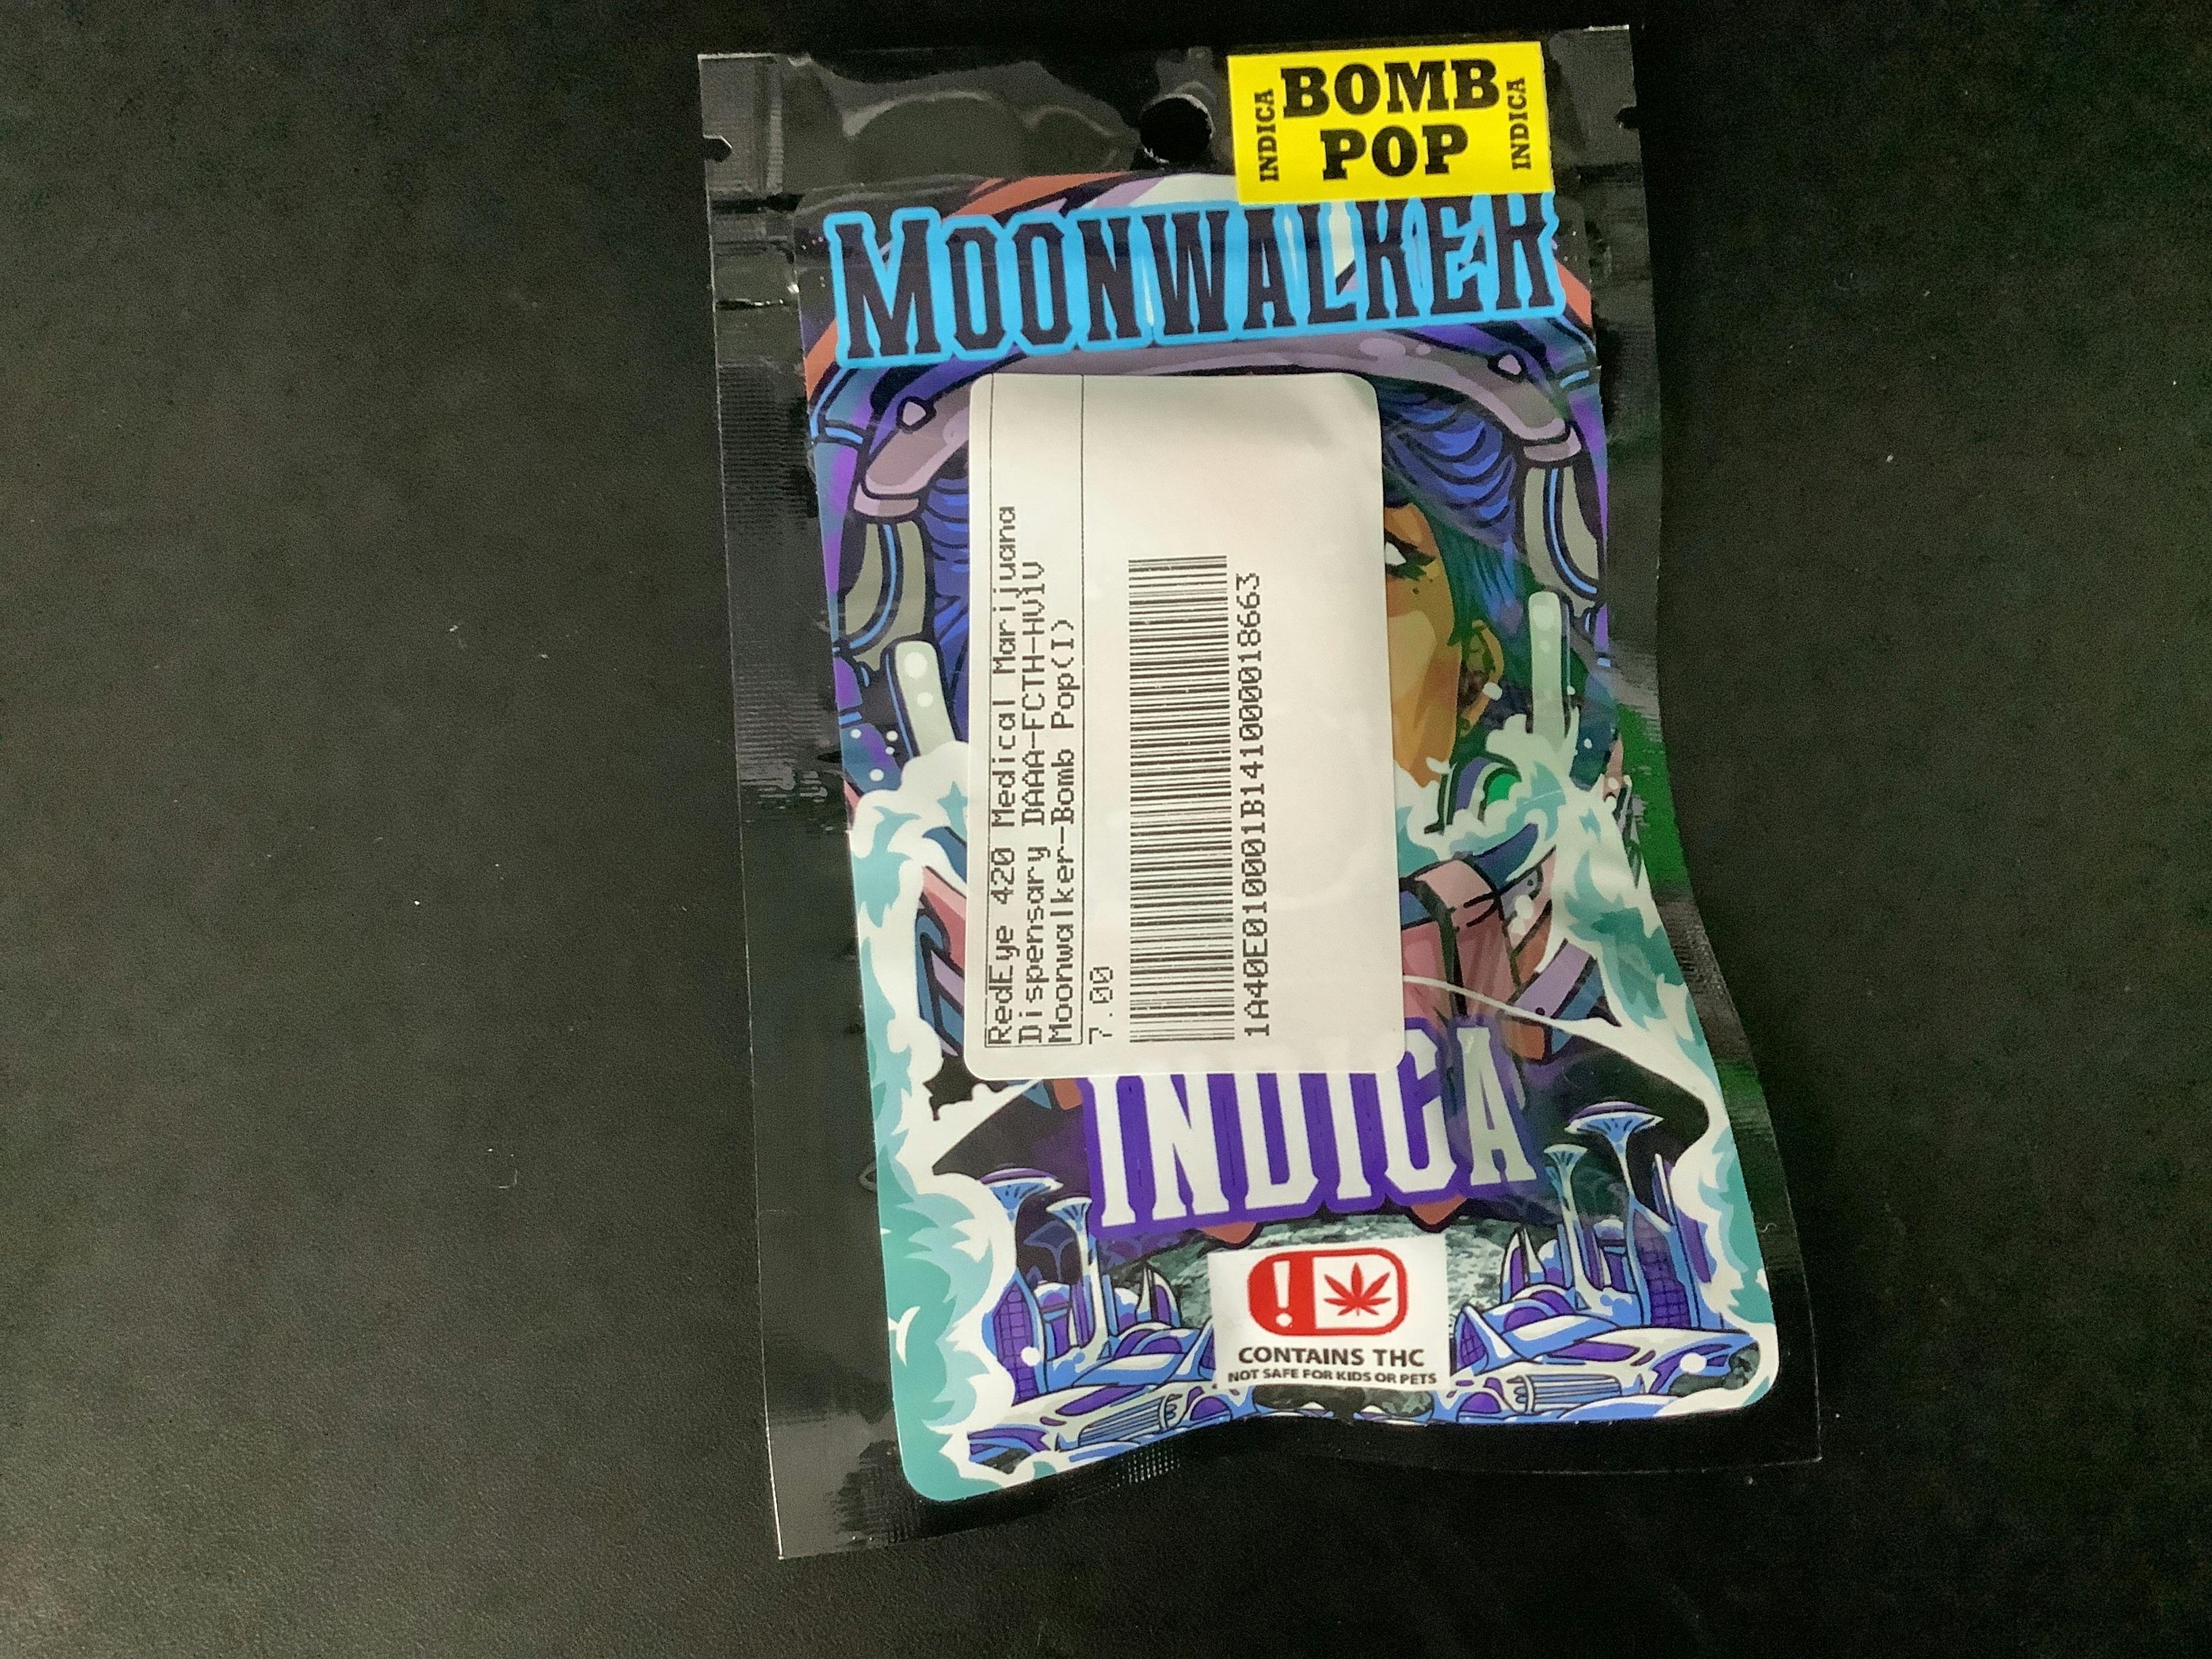 INDICA
BOMB
POP
INDICA
MOONWALKER
RedEye 420 Medical Marijuana
Dispensary DAAA-FCTH-HV1V
Moonwalker-Bomb Pop(I)
7.00
1A40E0100001B141000018663
INDICA
!
CONTAINS THC
NOT SAFE FOR KIDS OR PETS